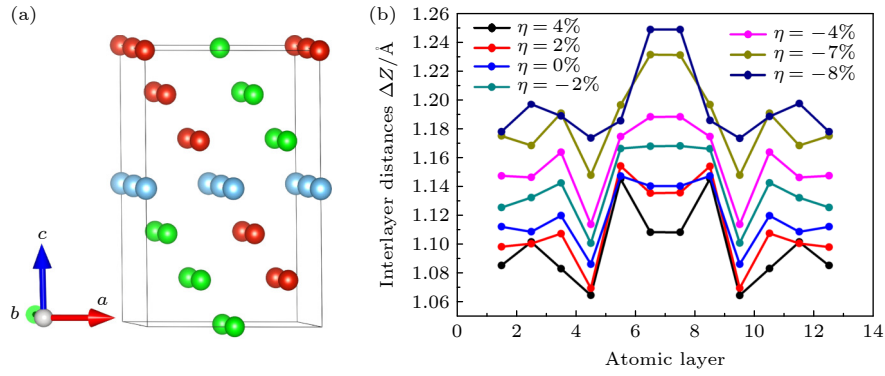 (a)
c
b
a
(b)
Interlayer distances ΔZ/Å
1.26
1.24
1.22
1.20
1.18
1.16
1.14
1.12
1.10
1.08
1.06
η = 4%
η = 2%
η = 0%
η = −2%
η = −4%
η = −7%
η = −8%
0 2 4 6 8 10 12 14
Atomic layer